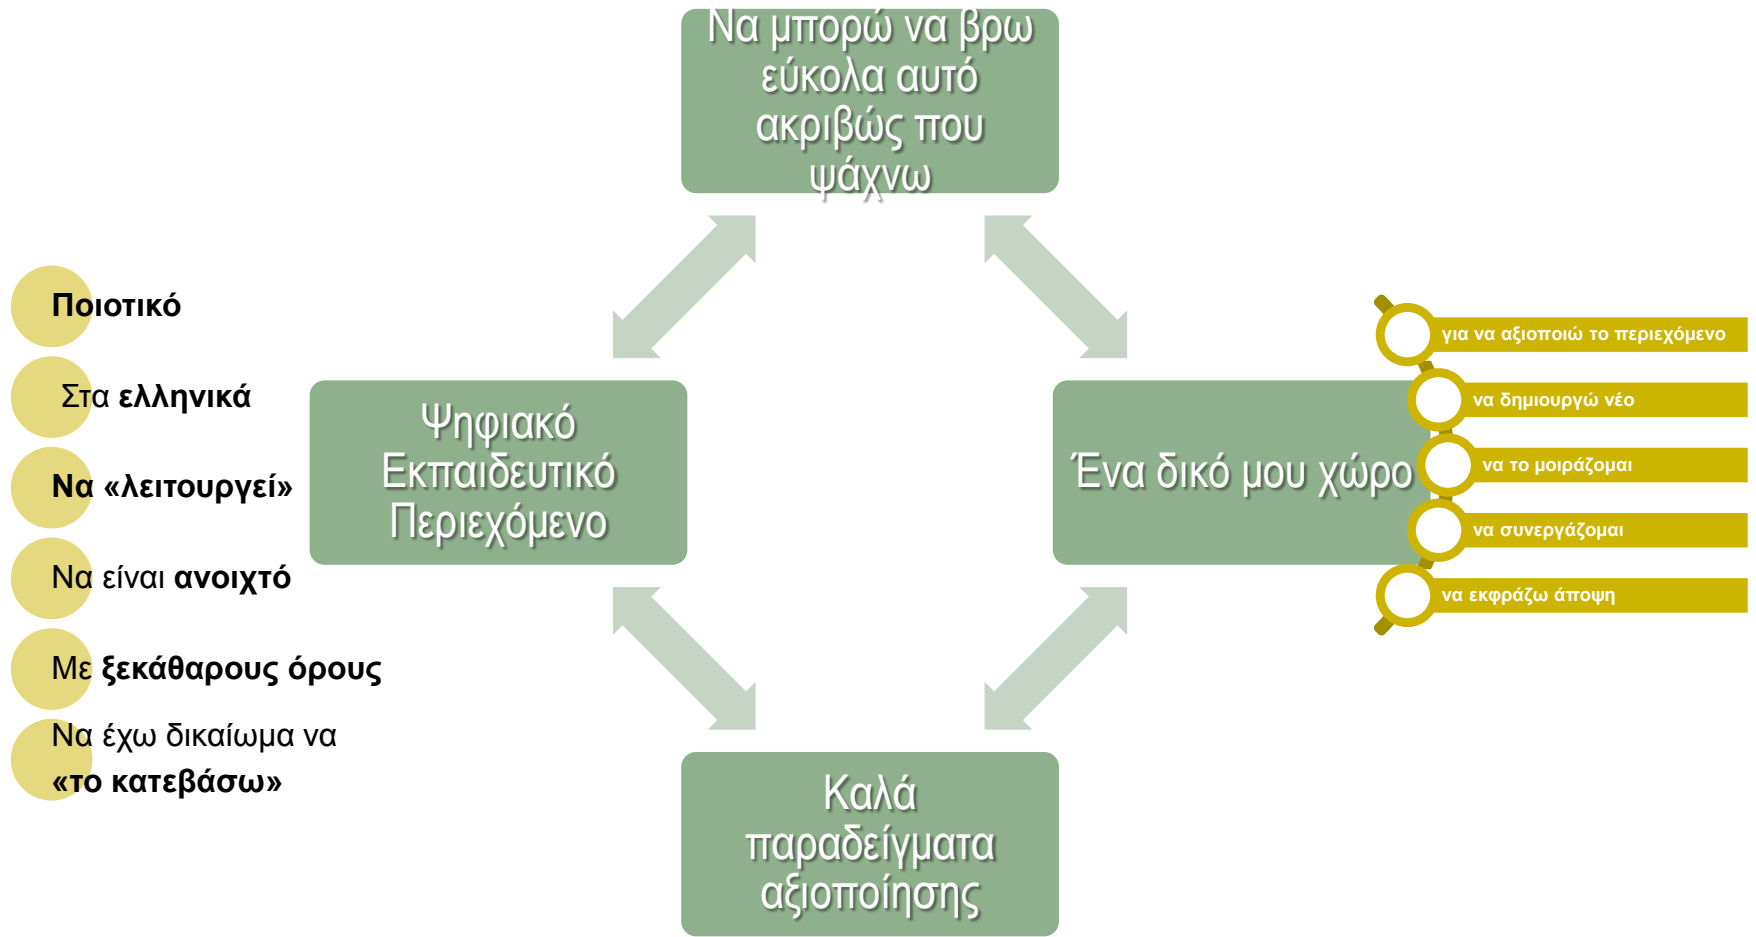 Να μπορώ να βρω
εύκολα αυτό
ακριβώς που
ψάχνω
Ποιοτικό
Στα ελληνικά
Να «λειτουργεί»
Να είναι ανοιχτό
Με ξεκάθαρους όρους
Να έχω δικαίωμα να
«το κατεβάσω»
Ψηφιακό
Εκπαιδευτικό
Περιεχόμενο
Ένα δικό μου χώρο
για να αξιοποιώ το περιεχόμενο
να δημιουργώ νέο
να το μοιράζομαι
να συνεργάζομαι
να εκφράζω άποψη
Καλά
παραδείγματα
αξιοποίησης